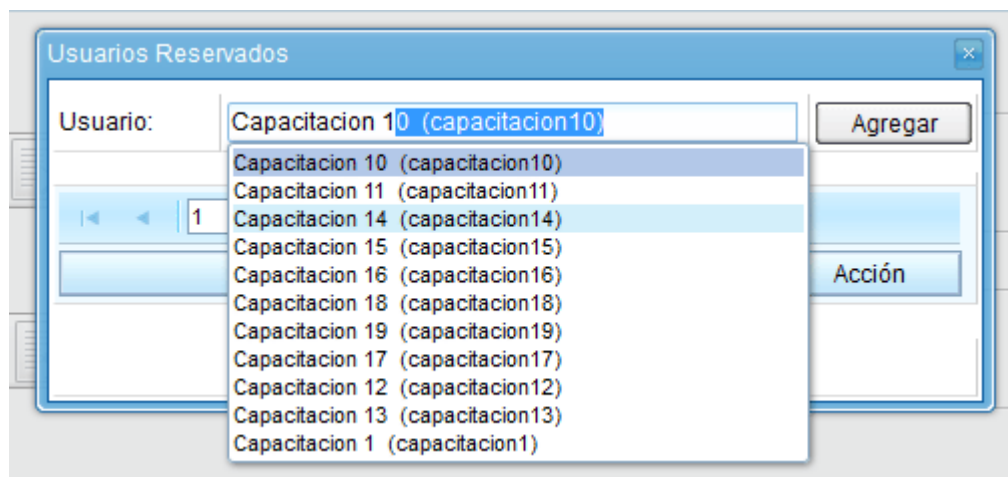 Usuarios Reservados
Usuario: Capacitacion 10 (capacitacion10) Agregar
Capacitacion 10 (capacitacion10)
Capacitacion 11 (capacitacion11)
Capacitacion 14 (capacitacion14)
1
Capacitacion 15 (capacitacion15)
Capacitacion 16 (capacitacion16)
Acción
Capacitacion 18 (capacitacion18)
Capacitacion 19 (capacitacion19)
Capacitacion 17 (capacitacion17)
Capacitacion 12 (capacitacion12)
Capacitacion 13 (capacitacion13)
Capacitacion 1 (capacitacion1)